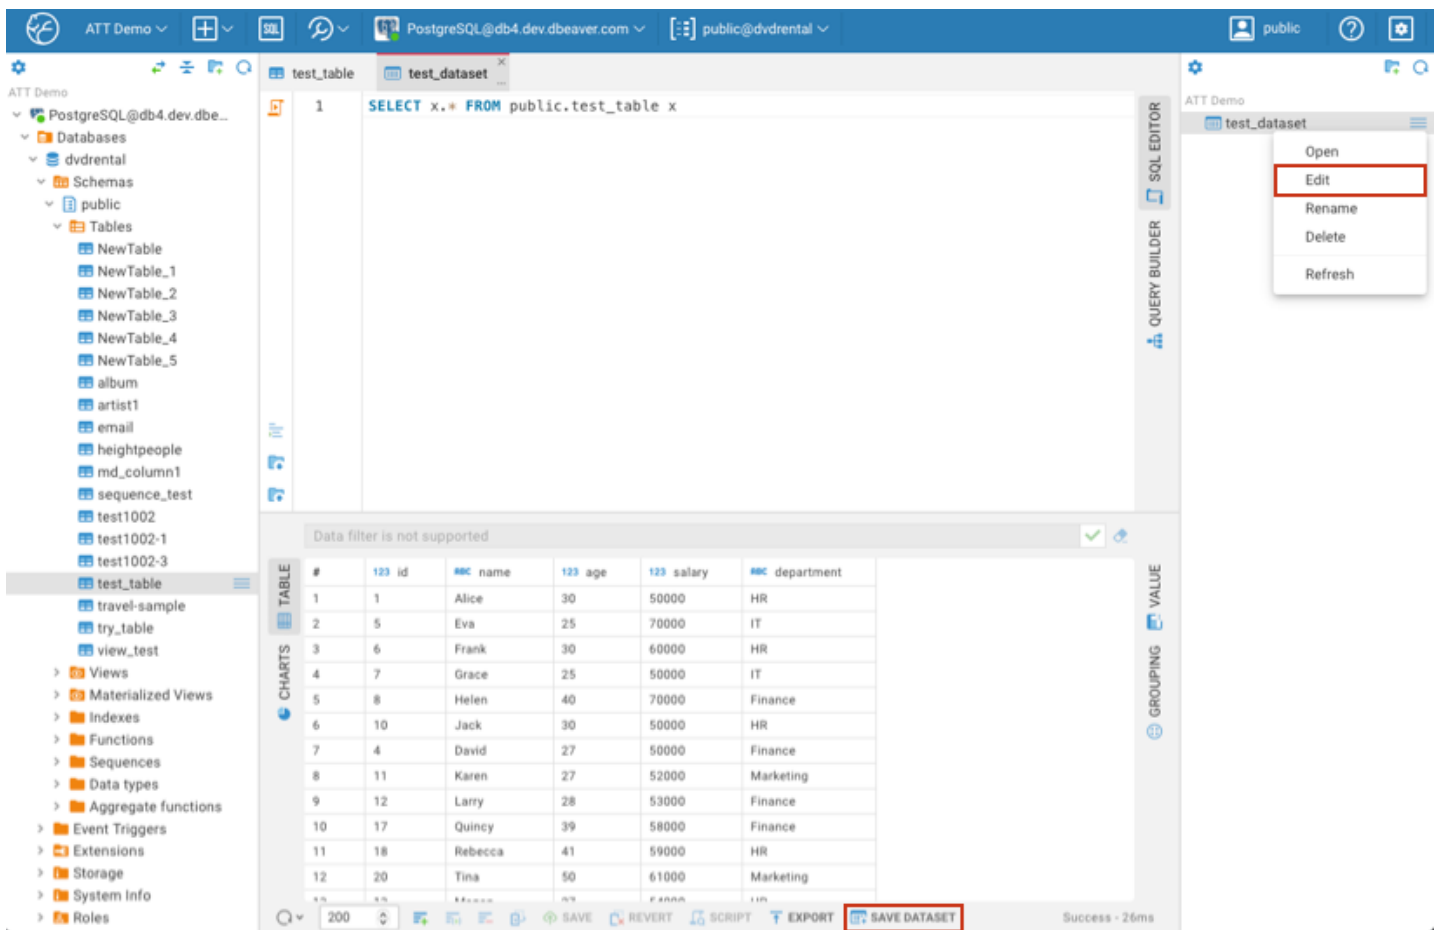 ATT Demo
SQL
PostgreSQL@db4.dev.dbeaver.com
public@dvdrental
public
ATT Demo
PostgreSQL@db4.dev.dbe...
Databases
dvdrental
Schemas
public
Tables
NewTable
NewTable_1
NewTable_2
NewTable_3
NewTable_4
NewTable_5
album
artist1
email
heightpeople
md_column1
sequence_test
test1002
test1002-1
test1002-3
test_table
travel-sample
try_table
view_test
Views
Materialized Views
Indexes
Functions
Sequences
Data types
Aggregate functions
Event Triggers
Extensions
Storage
System Info
Roles
test_table
test_dataset
1 SELECT x.* FROM public.test_table x
SQL EDITOR
QUERY BUILDER
Data filter is not supported
TABLE
CHARTS
# 123 id ABC name 123 age 123 salary ABC department
1 1 Alice 30 50000 HR
2 5 Eva 25 70000 IT
3 6 Frank 30 60000 HR
4 7 Grace 25 50000 IT
5 8 Helen 40 70000 Finance
6 10 Jack 30 50000 HR
7 4 David 27 50000 Finance
8 11 Karen 27 52000 Marketing
9 12 Larry 28 53000 Finance
10 17 Quincy 39 58000 Finance
11 18 Rebecca 41 59000 HR
12 20 Tina 50 61000 Marketing
VALUE
GROUPING
200 SAVE REVERT SCRIPT EXPORT SAVE DATASET Success - 26ms
ATT Demo
test_dataset
Open
Edit
Rename
Delete
Refresh